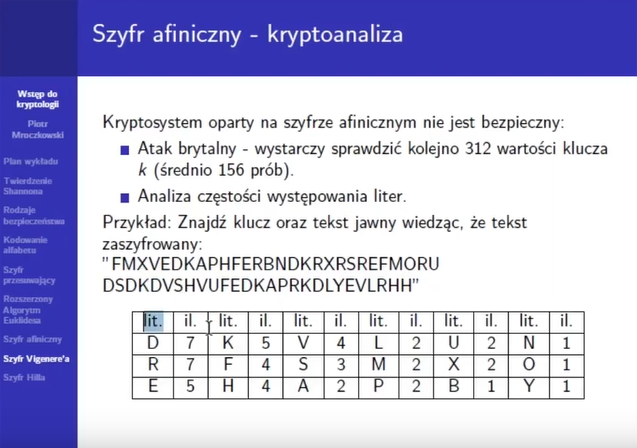 Szyfr afiniczny - kryptoanaliza
Wstęp do
kryptologii
Piotr
Mroczkowski
Plan wykładu
Twierdzenie
Shannona
Rodzaje
bezpieczeństwa
Kodowanie
alfabetu
Szyfr
przesuwający
Rozszerzony
Algorytm
Euklidesa
Szyfr afiniczny
Szyfr Vigenere'a
Szyfr Hilla
Kryptosystem oparty na szyfrze afinicznym nie jest bezpieczny:
Atak brytalny - wystarczy sprawdzić kolejno 312 wartości klucza
k (średnio 156 prób).
Analiza częstości występowania liter.
Przykład: Znajdź klucz oraz tekst jawny wiedząc, że tekst
zaszyfrowany:
"FMXVEDKAPHFERBNDKRXRSREFMORU
DSDKDVSHVUFEDKAPRKDLYEVLRHH"
lit. il. lit. il. lit. il. lit. il. lit. il. lit. il.
D 7 K 5 V 4 L 2 U 2 N 1
R 7 F 4 S 3 M 2 X 2 O 1
E 5 H 4 A 2 P 2 B 1 Y 1